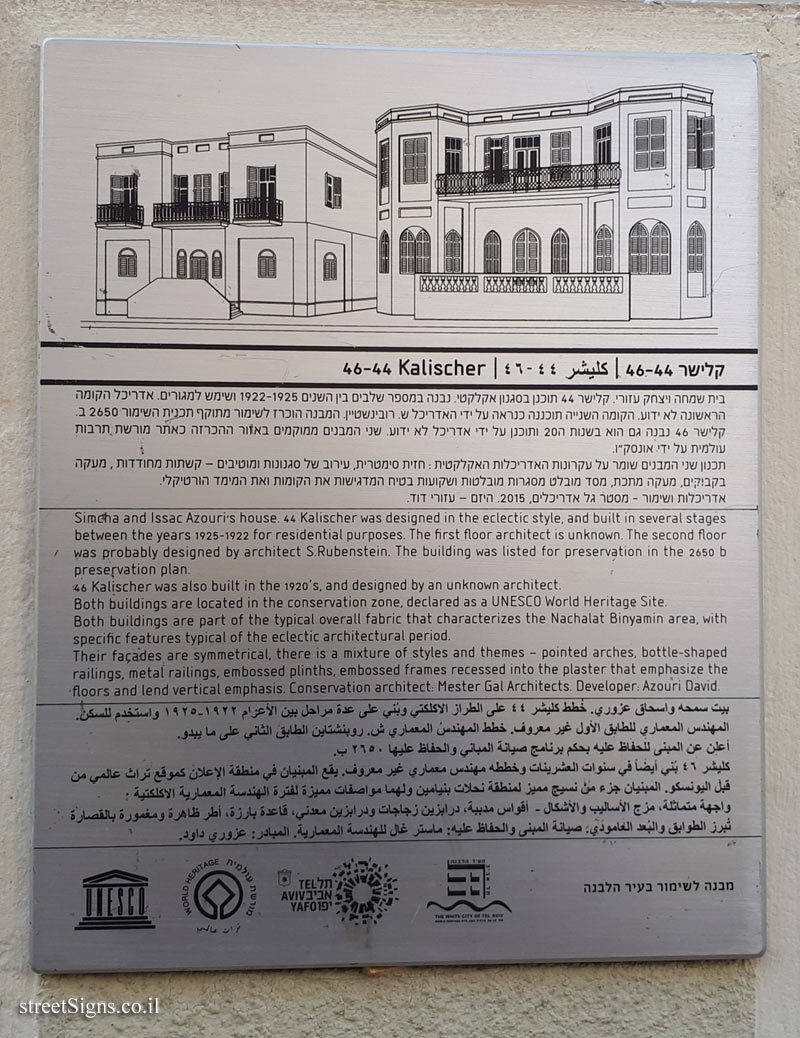 קלישר 46-44 | كليشر ٤٤-٤٦ | 46-44 Kalischer
בית שמחה ויצחק עזורי. קלישר 44 תוכנן בסגנון אקלקטי. נבנה במספר שלבים בין השנים 1922-1925 ושימש למגורים. אדריכל הקומה
הראשונה לא ידוע. הקומה השנייה תוכננה כנראה על ידי האדריכל ש. רובינשטיין. המבנה הוכרז לשימור מתוקף תכנית השימור 2650 ב.
קלישר 46 נבנה גם הוא בשנות ה20 ותוכנן על ידי אדריכל לא ידוע. שני המבנים ממוקמים באזור ההכרזה כאתר מורשת תרבות
עולמית על ידי אונסק״ו.
תכנון שני המבנים שומר על עקרונות האדריכלות האקלקטית : חזית סימטרית, עירוב של סגנונות ומוטיבים – קשתות מחודדות , מעקה
בקבקים, מעקה מתכת, מסד מובלט מסגרות מובלטות ושקועות בטיח המדגישות את הקומות ואת המימד הורטיקלי.
אדריכלות ושימור - מסטר גל אדריכלים, 2015. היזם – עזורי דוד.
Simcha and Issac Azouri's house. 44 Kalischer was designed in the eclectic style, and built in several stages
between the years 1925-1922 for residential purposes. The first floor architect is unknown. The second floor
was probably designed by architect S.Rubenstein. The building was listed for preservation in the 2650 b
preservation plan.
46 Kalischer was also built in the 1920's, and designed by an unknown architect.
Both buildings are located in the conservation zone, declared as a UNESCO World Heritage Site.
Both buildings are part of the typical overall fabric that characterizes the Nachalat Binyamin area, with
specific features typical of the eclectic architectural period.
Their façades are symmetrical, there is a mixture of styles and themes – pointed arches, bottle-shaped
railings, metal railings, embossed plinths, embossed frames recessed into the plaster that emphasize the
floors and lend vertical emphasis. Conservation architect: Mester Gal Architects. Developer: Azouri David.
بيت سمحه واسحاق عزوري. خُطط كليشر ٤٤ على الطراز الاكلكتي وبُني على عدة مراحل بين الأعزام ١٩٢٢-١٩٢٥ واستخدم للسكن.
المهندس المعماري للطابق الأول غير معروف. خطط المهندس المعماري ش. روبنشتاين الطابق الثاني على ما يبدو.
أعلن عن المبنى للحفاظ عليه بحكم برنامج صيانة المباني والحفاظ عليها ٢٦٥٠ ب.
كليشر ٤٦ بُني أيضاً في سنوات العشرينات وخططه مهندس معماري غير معروف. يقع المبنيان في منطقة الإعلان كموقع تراث عالمي من
قبل اليونسكو. المبنيان جزء من نسيج مميز لمنطقة نحلات بنيامين ولهما مواصفات مميزة لفترة الهندسة المعمارية الاكلكتية :
واجهة متماثلة، مزج الأساليب والأشكال - أقواس مدببة، درابزين زجاجات ودرابزين معدني، قاعدة بارزة، أطر ظاهرة ومغمورة بالقصارة
تُبرز الطوابق والبُعد العامودي. صيانة المبنى والحفاظ عليه: ماستر غال للهندسة المعمارية. المبادر: عزوري داود.
UNESCO
WORLD HERITAGE מורשת עולמית
תל TEL
אביב AVIV
יפו YAFO
העיר הלבנה
THE WHITE CITY OF TEL AVIV
מבנה לשימור בעיר הלבנה
streetSigns.co.il